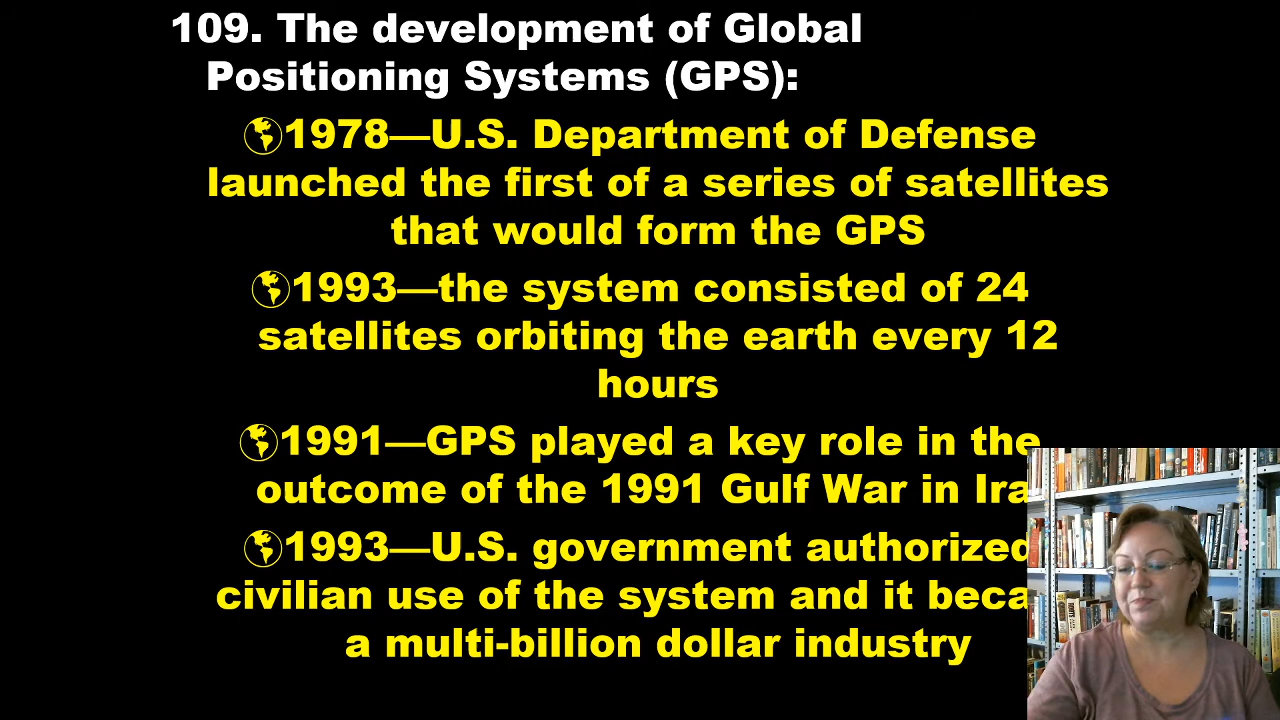 109. The development of Global
Positioning Systems (GPS):
1978—U.S. Department of Defense
launched the first of a series of satellites
that would form the GPS
1993—the system consisted of 24
satellites orbiting the earth every 12
hours
1991—GPS played a key role in the
outcome of the 1991 Gulf War in
1993—U.S. government authorized
civilian use of the system and it
a multi-billion dollar industry